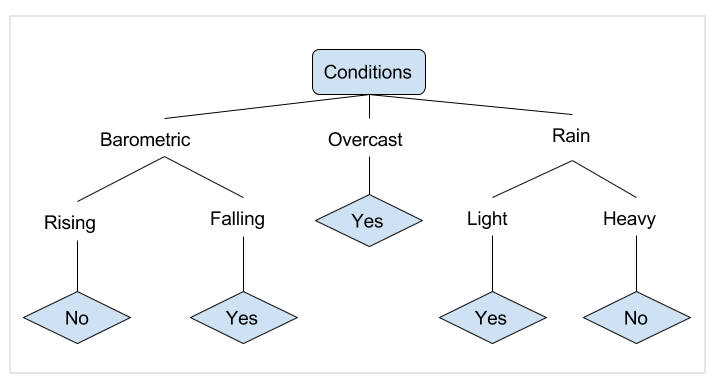 Conditions
Barometric
Overcast
Rain
Rising
Falling
Yes
Light
Heavy
No
Yes
Yes
No